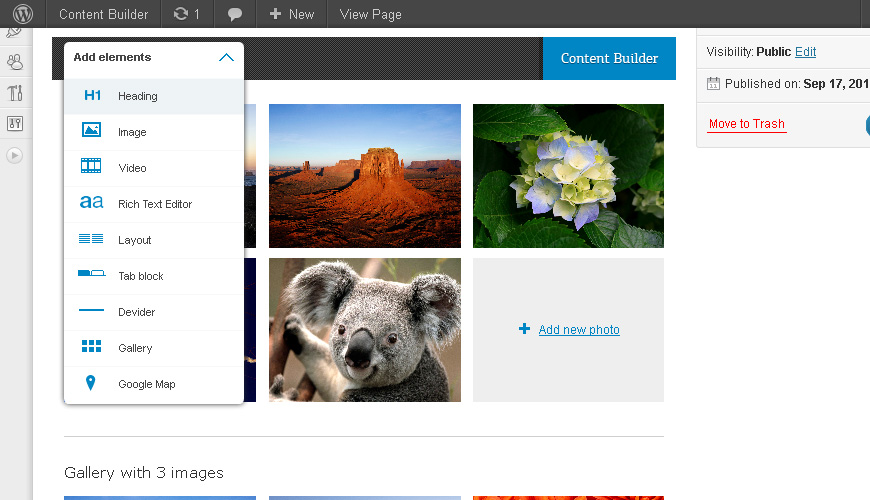 Content Builder
1
New
View Page
Add elements
Content Builder
Visibility: Public Edit
Published on: Sep 17, 201
Move to Trash
H1 Heading
Image
Video
aa Rich Text Editor
Layout
Tab block
Devider
Gallery
Google Map
Add new photo
Gallery with 3 images